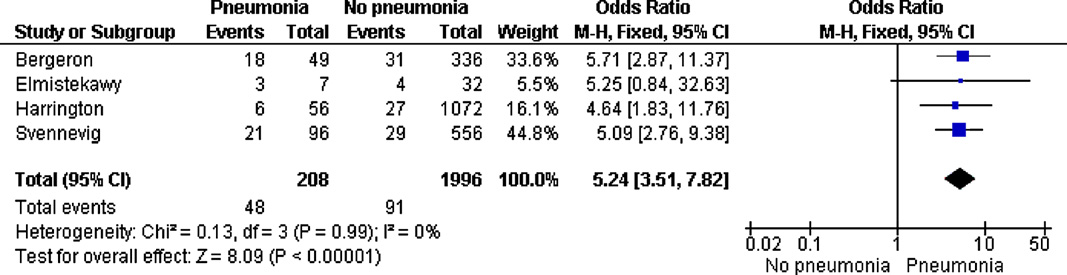 Pneumonia No pneumonia Odds Ratio Odds Ratio
Study or Subgroup Events Total Events Total Weight M-H, Fixed, 95% CI M-H, Fixed, 95% CI
Bergeron 18 49 31 336 33.6% 5.71 [2.87, 11.37]
Elmistekawy 3 7 4 32 5.5% 5.25 [0.84, 32.63]
Harrington 6 56 27 1072 16.1% 4.64 [1.83, 11.76]
Svennevig 21 96 29 556 44.8% 5.09 [2.76, 9.38]
Total (95% CI) 208 1996 100.0% 5.24 [3.51, 7.82]
Total events 48 91
Heterogeneity: Chi² = 0.13, df = 3 (P = 0.99); I² = 0%
Test for overall effect: Z = 8.09 (P < 0.00001)
0.02 0.1 1 10 50
No pneumonia Pneumonia